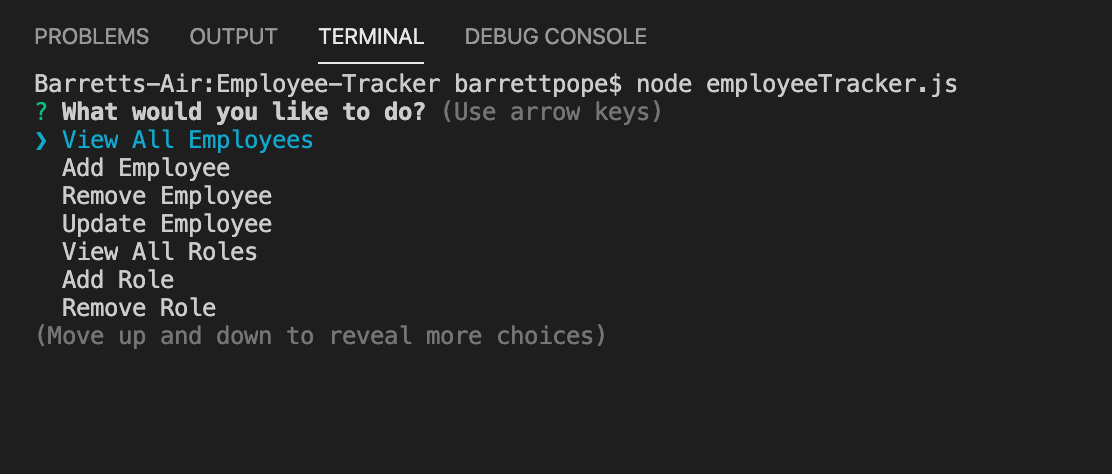 PROBLEMS OUTPUT TERMINAL DEBUG CONSOLE
Barretts-Air:Employee-Tracker barrettpope$ node employeeTracker.js
? What would you like to do? (Use arrow keys)
❯ View All Employees
Add Employee
Remove Employee
Update Employee
View All Roles
Add Role
Remove Role
(Move up and down to reveal more choices)